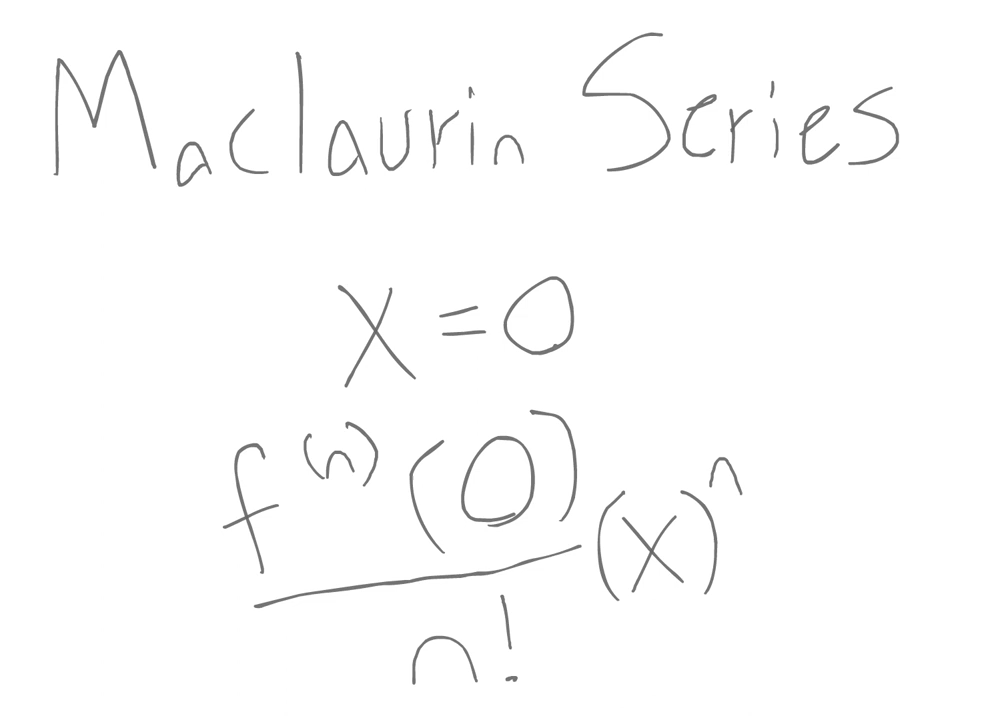 Maclaurin Series
x = 0
f^(n) (0)
(x)^n
n!